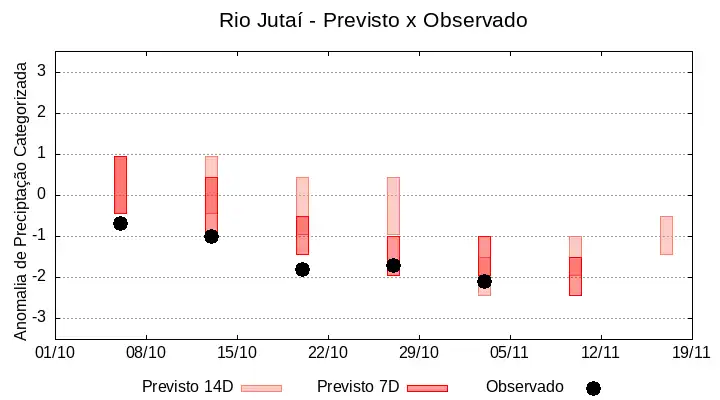 Rio Jutaí - Previsto x Observado
Anomalia de Preciptação Categorizada
3
2
1
0
-1
-2
-3
01/10 08/10 15/10 22/10 29/10 05/11 12/11 19/11
Previsto 14D Previsto 7D Observado